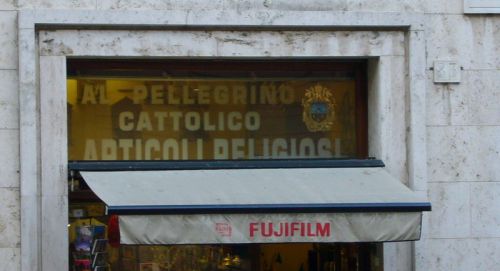 AL PELLEGRINO
CATTOLICO
ARTICOLI RELIGIOSI
FUJIFILM